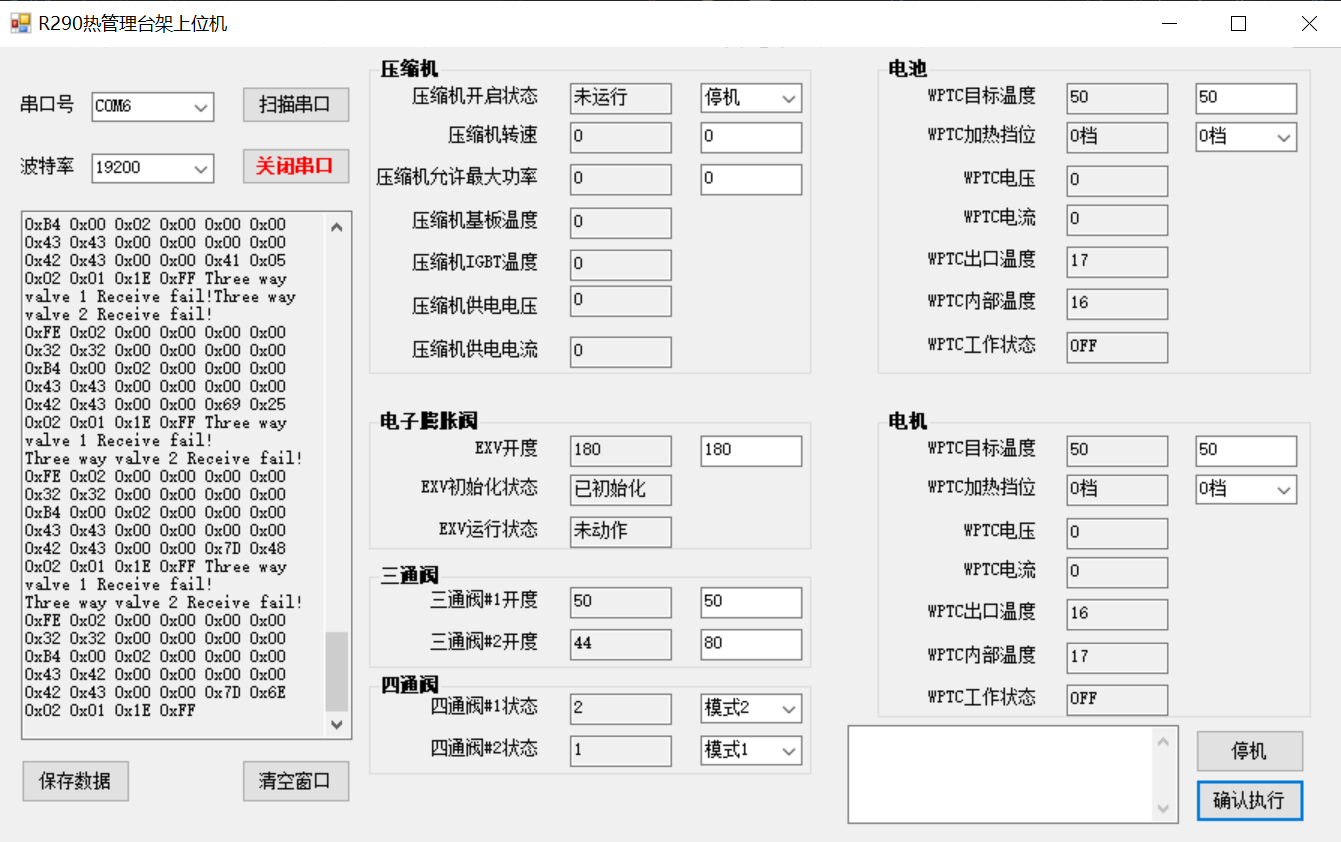 R290热管理台架上位机
串口号 COM6 扫描串口
波特率 19200 关闭串口
0xB4 0x00 0x02 0x00 0x00 0x00
0x43 0x43 0x00 0x00 0x00 0x00
0x42 0x43 0x00 0x00 0x41 0x05
0x02 0x01 0x1E 0xFF Three way
valve 1 Receive fail!Three way
valve 2 Receive fail!
0xFE 0x02 0x00 0x00 0x00 0x00
0x32 0x32 0x00 0x00 0x00 0x00
0xB4 0x00 0x02 0x00 0x00 0x00
0x43 0x43 0x00 0x00 0x00 0x00
0x42 0x43 0x00 0x00 0x69 0x25
0x02 0x01 0x1E 0xFF Three way
valve 1 Receive fail!
Three way valve 2 Receive fail!
0xFE 0x02 0x00 0x00 0x00 0x00
0x32 0x32 0x00 0x00 0x00 0x00
0xB4 0x00 0x02 0x00 0x00 0x00
0x43 0x43 0x00 0x00 0x00 0x00
0x42 0x43 0x00 0x00 0x7D 0x48
0x02 0x01 0x1E 0xFF Three way
valve 1 Receive fail!
Three way valve 2 Receive fail!
0xFE 0x02 0x00 0x00 0x00 0x00
0x32 0x32 0x00 0x00 0x00 0x00
0xB4 0x00 0x02 0x00 0x00 0x00
0x43 0x42 0x00 0x00 0x00 0x00
0x42 0x43 0x00 0x00 0x7D 0x6E
0x02 0x01 0x1E 0xFF
保存数据 清空窗口
压缩机
压缩机开启状态 未运行 停机
压缩机转速 0 0
压缩机允许最大功率 0 0
压缩机基板温度 0
压缩机IGBT温度 0
压缩机供电电压 0
压缩机供电电流 0
电子膨胀阀
EXV开度 180 180
EXV初始化状态 已初始化
EXV运行状态 未动作
三通阀
三通阀#1开度 50 50
三通阀#2开度 44 80
四通阀
四通阀#1状态 2 模式2
四通阀#2状态 1 模式1
电池
WPTC目标温度 50 50
WPTC加热挡位 0档 0档
WPTC电压 0
WPTC电流 0
WPTC出口温度 17
WPTC内部温度 16
WPTC工作状态 OFF
电机
WPTC目标温度 50 50
WPTC加热挡位 0档 0档
WPTC电压 0
WPTC电流 0
WPTC出口温度 16
WPTC内部温度 17
WPTC工作状态 OFF
停机
确认执行